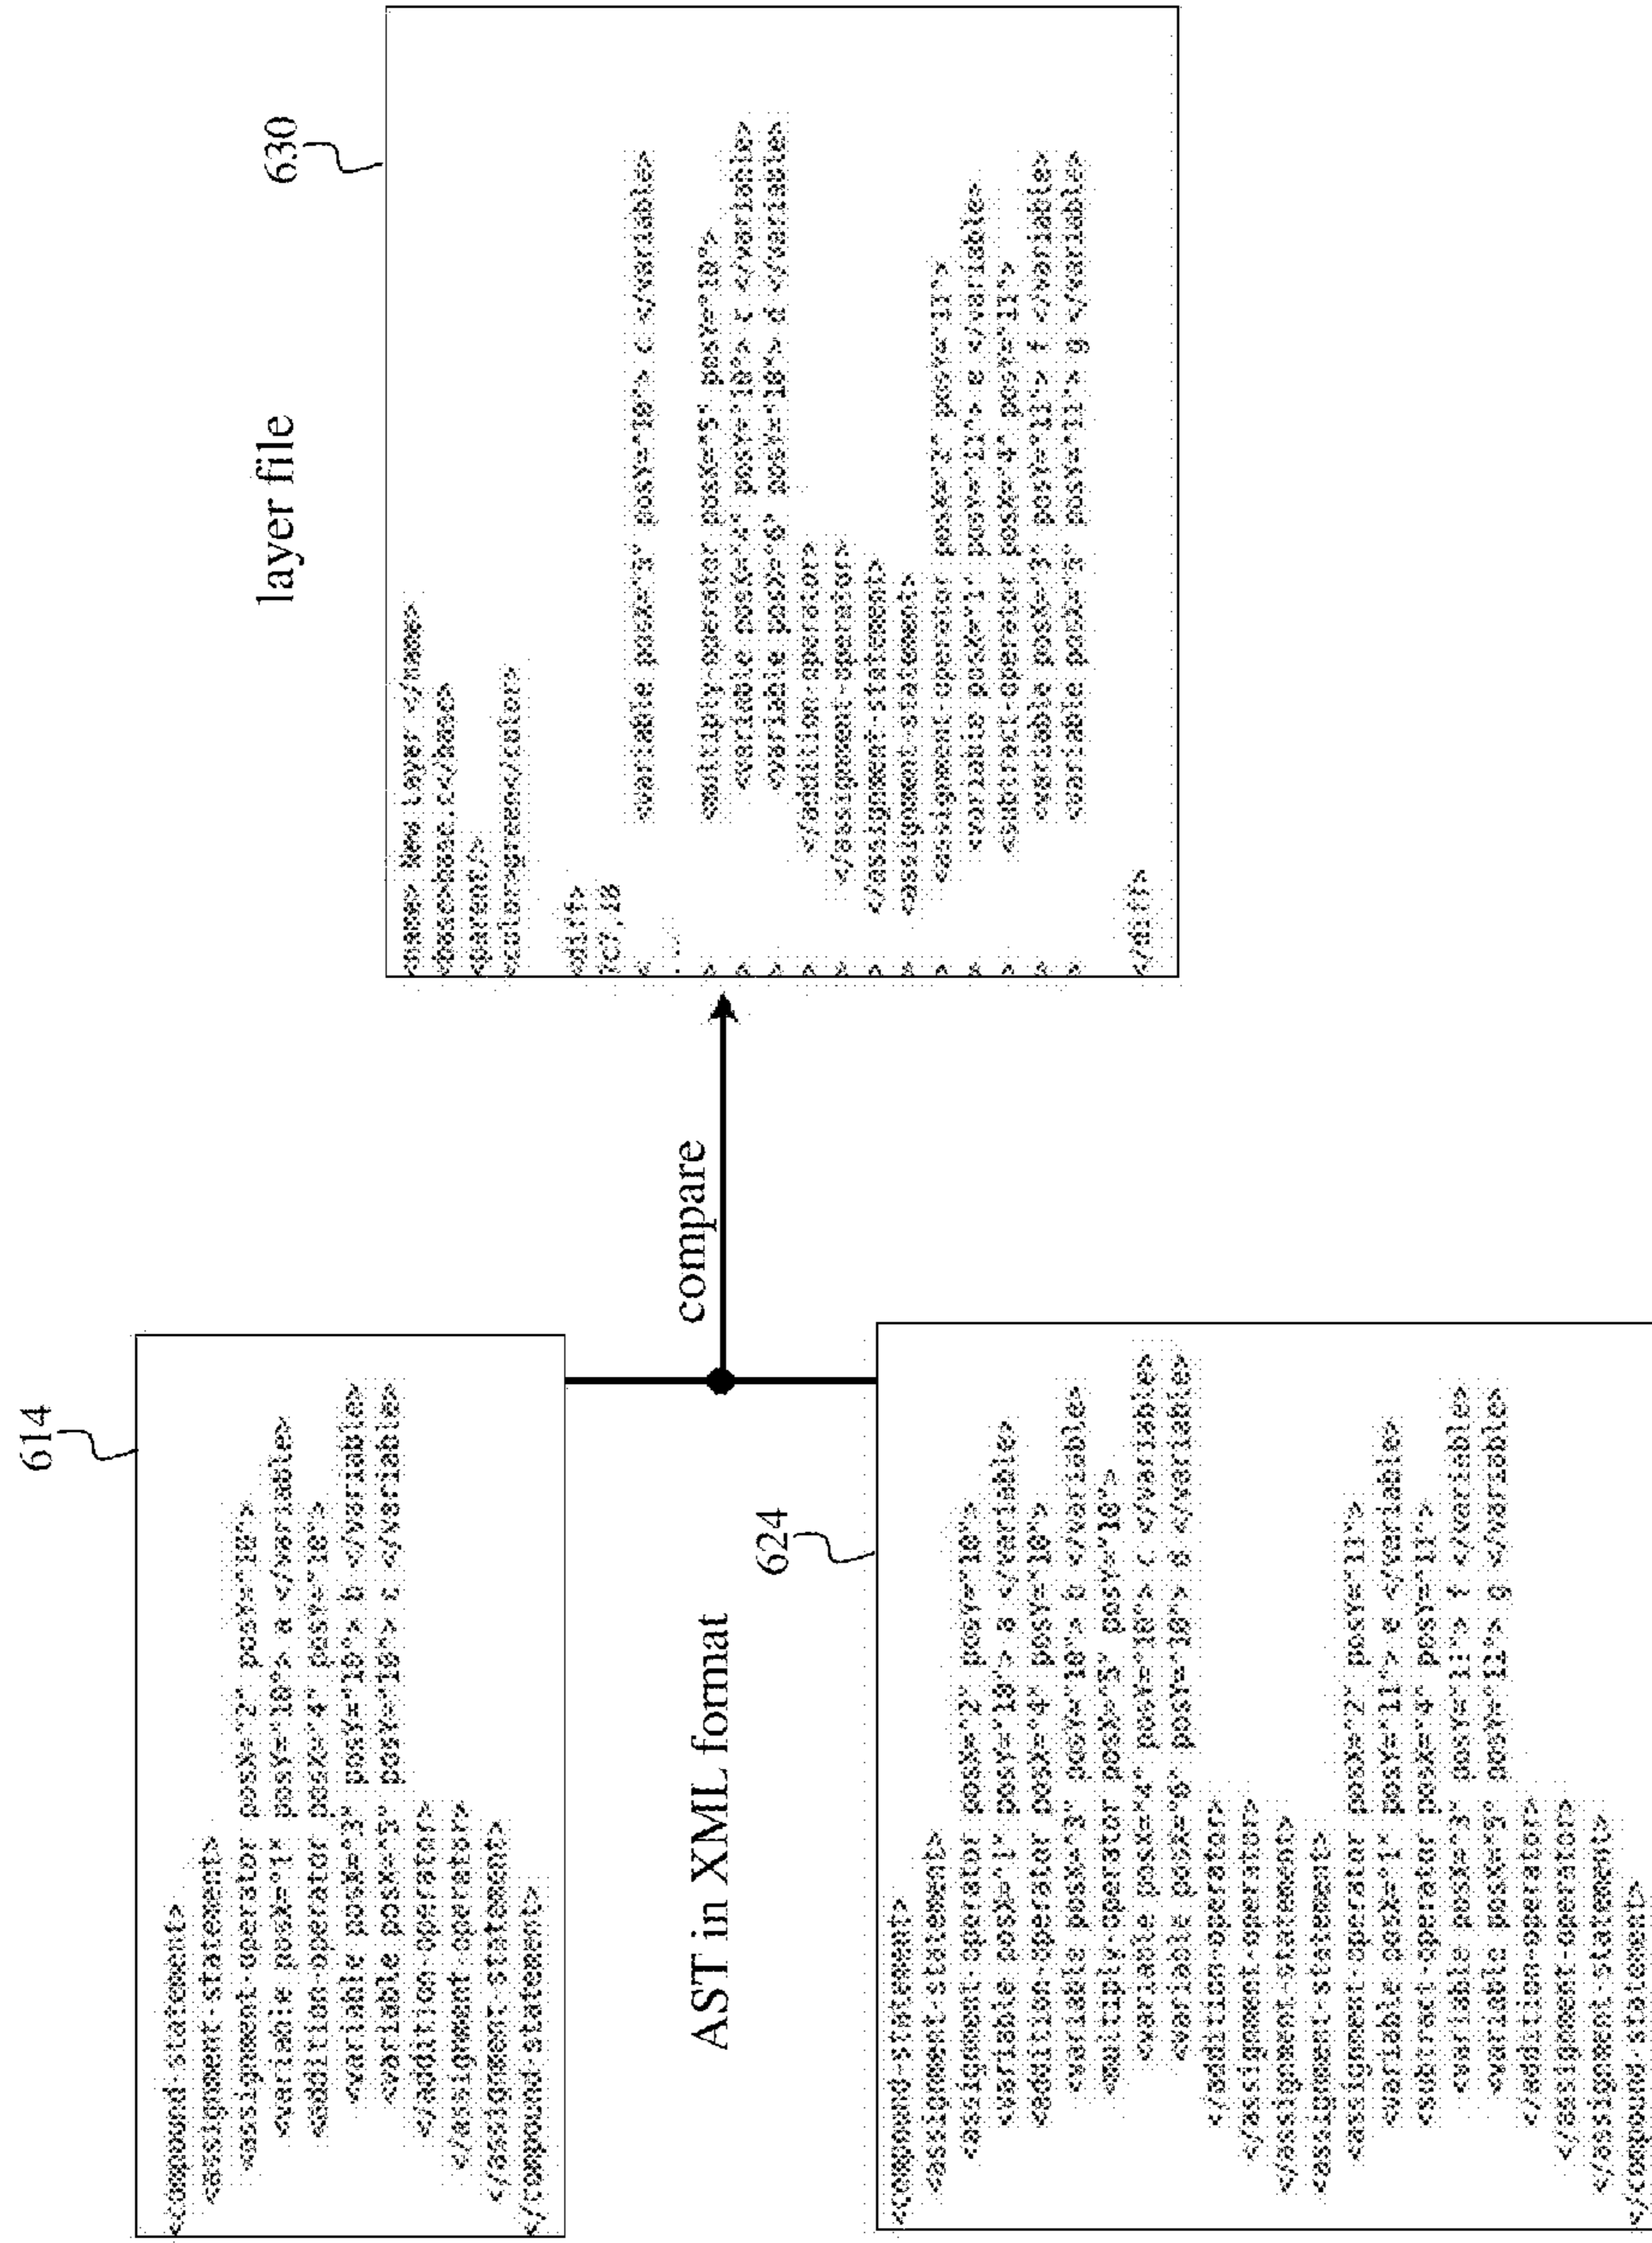 614
<compound-statement>
<assignment-statement>
<assignment-operator posX="2" posY="10">
<variable posX="1" posY="10"> a </variable>
<addition-operator posX="4" posY="10">
<variable posX="3" posY="10"> b </variable>
<variable posX="5" posY="10"> c </variable>
</addition-operator>
</assignment-operator>
</assignment-statement>
</compound-statement>
AST in XML format
624
<compound-statement>
<assignment-statement>
<assignment-operator posX="2" posY="10">
<variable posX="1" posY="10"> a </variable>
<addition-operator posX="4" posY="10">
<variable posX="3" posY="10"> b </variable>
<multiply-operator posX="5" posY="10">
<variable posX="4" posY="10"> c </variable>
<variable posX="6" posY="10"> d </variable>
</addition-operator>
</assignment-operator>
</assignment-statement>
<assignment-statement>
<assignment-operator posX="2" posY="11">
<variable posX="1" posY="11"> e </variable>
<subtract-operator posX="4" posY="11">
<variable posX="3" posY="11"> f </variable>
<variable posX="5" posY="11"> g </variable>
</addition-operator>
</assignment-operator>
</assignment-statement>
</compound-statement>
compare
layer file
630
<name> New Layer </name>
<base>base.c</base>
<parent/>
<color>green</color>
<diff>
7c7,18
< <variable posX="5" posY="10"> c </variable>
---
> <multiply-operator posX="5" posY="10">
> <variable posX="4" posY="10"> c </variable>
> <variable posX="6" posY="10"> d </variable>
> </addition-operator>
> </assignment-operator>
> </assignment-statement>
> <assignment-statement>
> <assignment-operator posX="2" posY="11">
> <variable posX="1" posY="11"> e </variable>
> <subtract-operator posX="4" posY="11">
> <variable posX="3" posY="11"> f </variable>
> <variable posX="5" posY="11"> g </variable>
</diff>